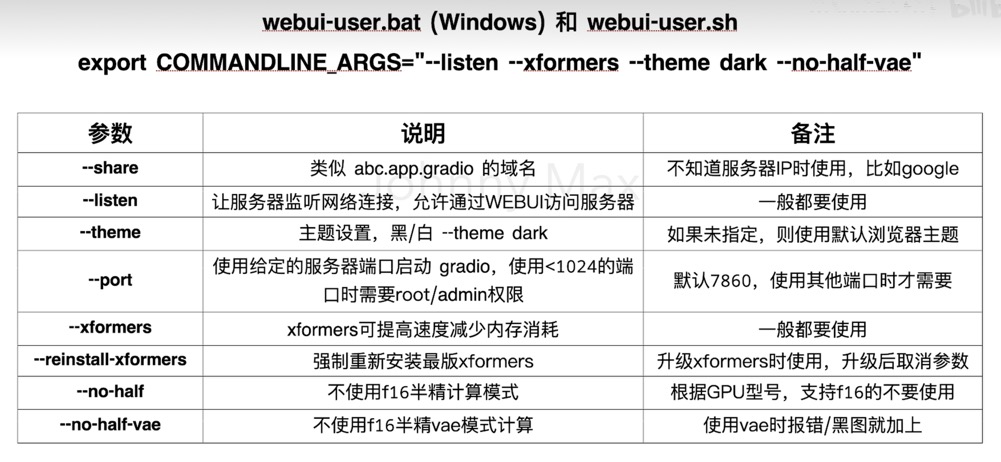 webui-user.bat (Windows) 和 webui-user.sh
export COMMANDLINE_ARGS="--listen --xformers --theme dark --no-half-vae"
参数 说明 备注
--share 类似 abc.app.gradio 的域名 不知道服务器IP时使用，比如google
--listen 让服务器监听网络连接，允许通过WEBUI访问服务器 一般都要使用
--theme 主题设置，黑/白 --theme dark 如果未指定，则使用默认浏览器主题
--port 使用给定的服务器端口启动 gradio，使用<1024的端
口时需要root/admin权限 默认7860，使用其他端口时才需要
--xformers xformers可提高速度减少内存消耗 一般都要使用
--reinstall-xformers 强制重新安装最版xformers 升级xformers时使用，升级后取消参数
--no-half 不使用f16半精计算模式 根据GPU型号，支持f16的不要使用
--no-half-vae 不使用f16半精vae模式计算 使用vae时报错/黑图就加上
Johnny Max